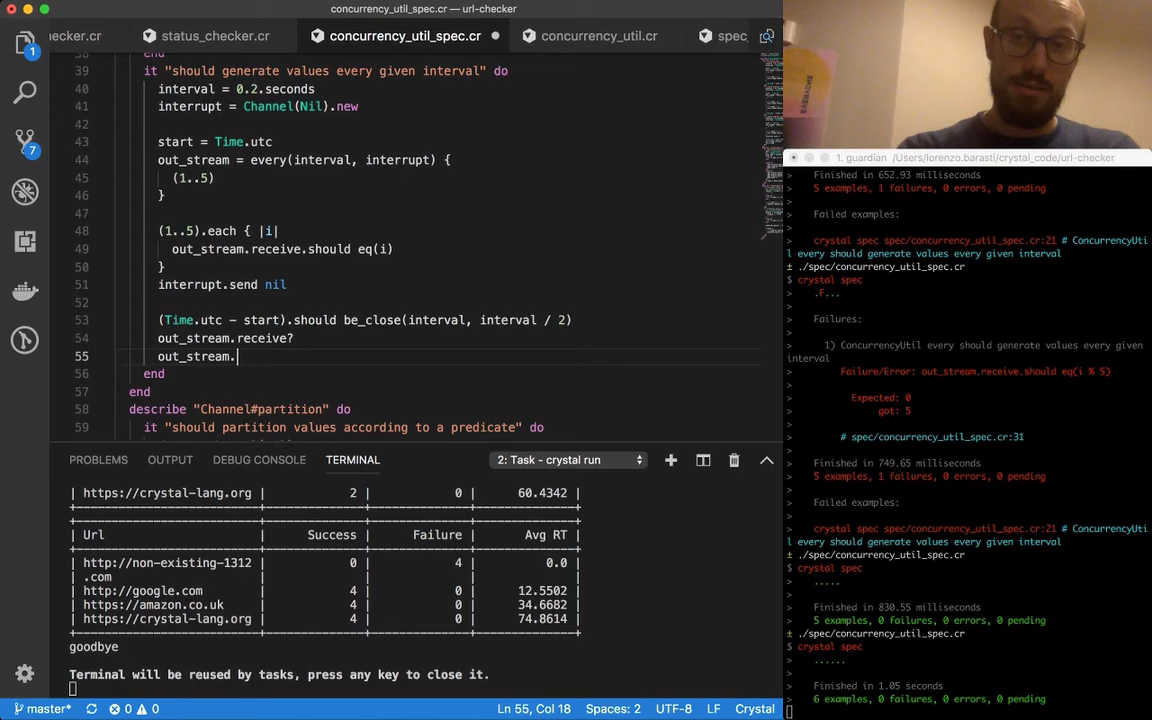 concurrency_util_spec.cr — url-checker
ecker.cr
status_checker.cr
concurrency_util_spec.cr
concurrency_util.cr
spec_
38 end
39 it "should generate values every given interval" do
40 interval = 0.2.seconds
41 interrupt = Channel(Nil).new
42
43 start = Time.utc
44 out_stream = every(interval, interrupt) {
45 (1..5)
46 }
47
48 (1..5).each { |i|
49 out_stream.receive.should eq(i)
50 }
51 interrupt.send nil
52
53 (Time.utc - start).should be_close(interval, interval / 2)
54 out_stream.receive?
55 out_stream.
56 end
57 end
58 describe "Channel#partition" do
59 it "should partition values according to a predicate" do
1
7
PROBLEMS OUTPUT DEBUG CONSOLE TERMINAL 2: Task - crystal run
| https://crystal-lang.org | 2 | 0 | 60.4342 |
| Url | Success | Failure | Avg RT |
| http://non-existing-1312 | 0 | 4 | 0.0 |
| .com | | | |
| http://google.com | 4 | 0 | 12.5502 |
| https://amazon.co.uk | 4 | 0 | 34.6682 |
| https://crystal-lang.org | 4 | 0 | 74.8614 |
goodbye
Terminal will be reused by tasks, press any key to close it.
master* 0 0 Ln 55, Col 18 Spaces: 2 UTF-8 LF Crystal
1. guardian /Users/lorenzo.barasti/crystal_code/url-checker
> Finished in 652.93 milliseconds
> 5 examples, 1 failures, 0 errors, 0 pending
>
> Failed examples:
>
> crystal spec spec/concurrency_util_spec.cr:21 # ConcurrencyUti
l every should generate values every given interval
± ./spec/concurrency_util_spec.cr
$ crystal spec
> .F...
>
> Failures:
>
> 1) ConcurrencyUtil every should generate values every given
interval
> Failure/Error: out_stream.receive.should eq(i % 5)
>
> Expected: 0
> got: 5
>
> # spec/concurrency_util_spec.cr:31
>
> Finished in 749.65 milliseconds
> 5 examples, 1 failures, 0 errors, 0 pending
>
> Failed examples:
>
> crystal spec spec/concurrency_util_spec.cr:21 # ConcurrencyUti
l every should generate values every given interval
± ./spec/concurrency_util_spec.cr
$ crystal spec
> .....
>
> Finished in 830.55 milliseconds
> 5 examples, 0 failures, 0 errors, 0 pending
± ./spec/concurrency_util_spec.cr
$ crystal spec
> ......
>
> Finished in 1.05 seconds
> 6 examples, 0 failures, 0 errors, 0 pending